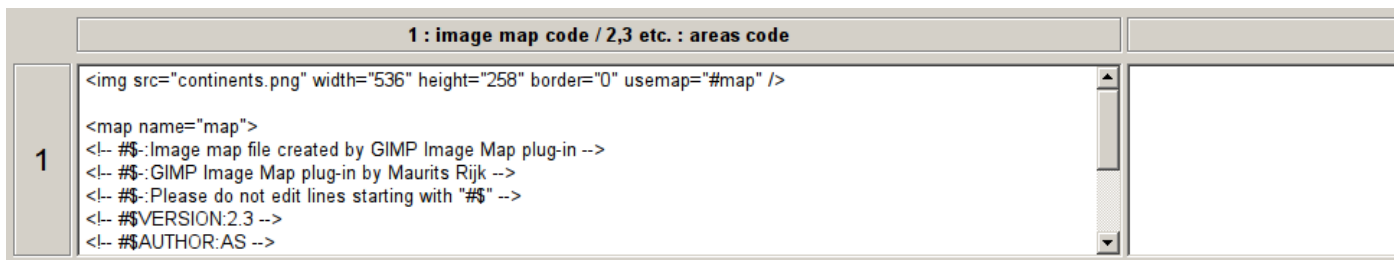 1 : image map code / 2,3 etc. : areas code
1
<img src="continents.png" width="536" height="258" border="0" usemap="#map" />
<map name="map">
<!-- #$-:Image map file created by GIMP Image Map plug-in -->
<!-- #$-:GIMP Image Map plug-in by Maurits Rijk -->
<!-- #$-:Please do not edit lines starting with "#$" -->
<!-- #$VERSION:2.3 -->
<!-- #$AUTHOR:AS -->